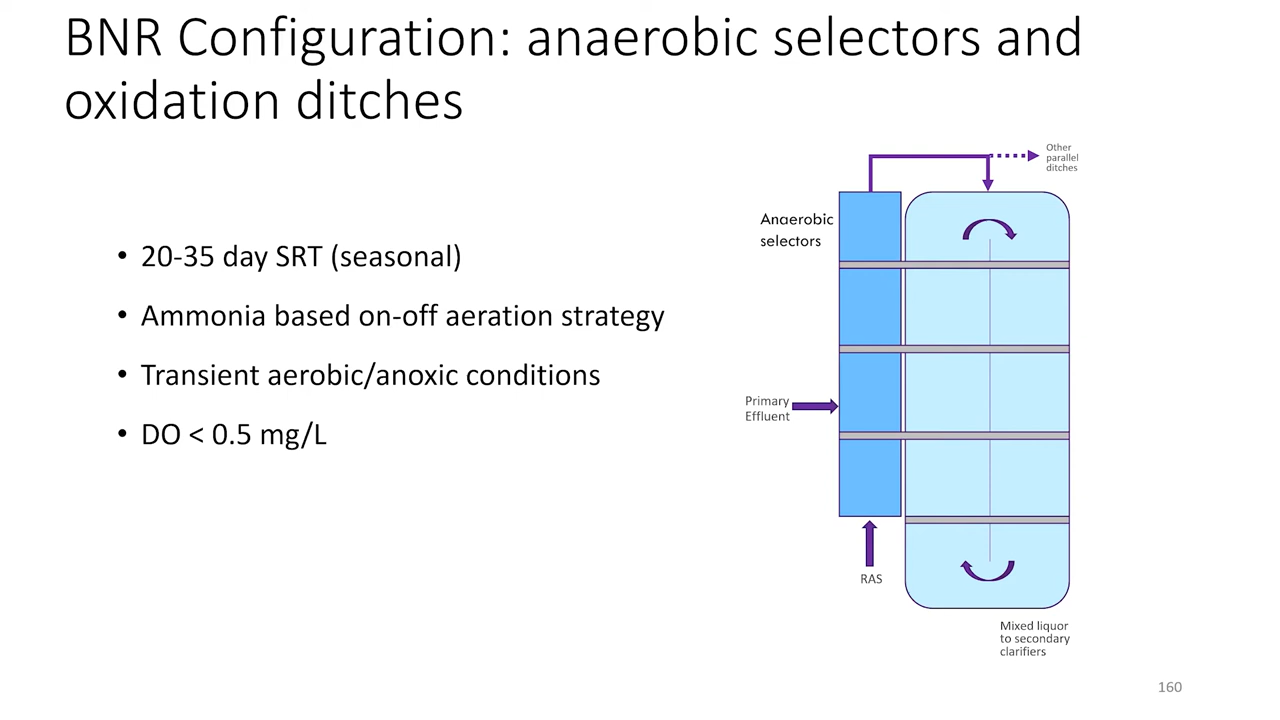 BNR Configuration: anaerobic selectors and
oxidation ditches
• 20-35 day SRT (seasonal)
• Ammonia based on-off aeration strategy
• Transient aerobic/anoxic conditions
• DO < 0.5 mg/L
Other
parallel
ditches
Anaerobic
selectors
Primary
Effluent
RAS
Mixed liquor
to secondary
clarifiers
160